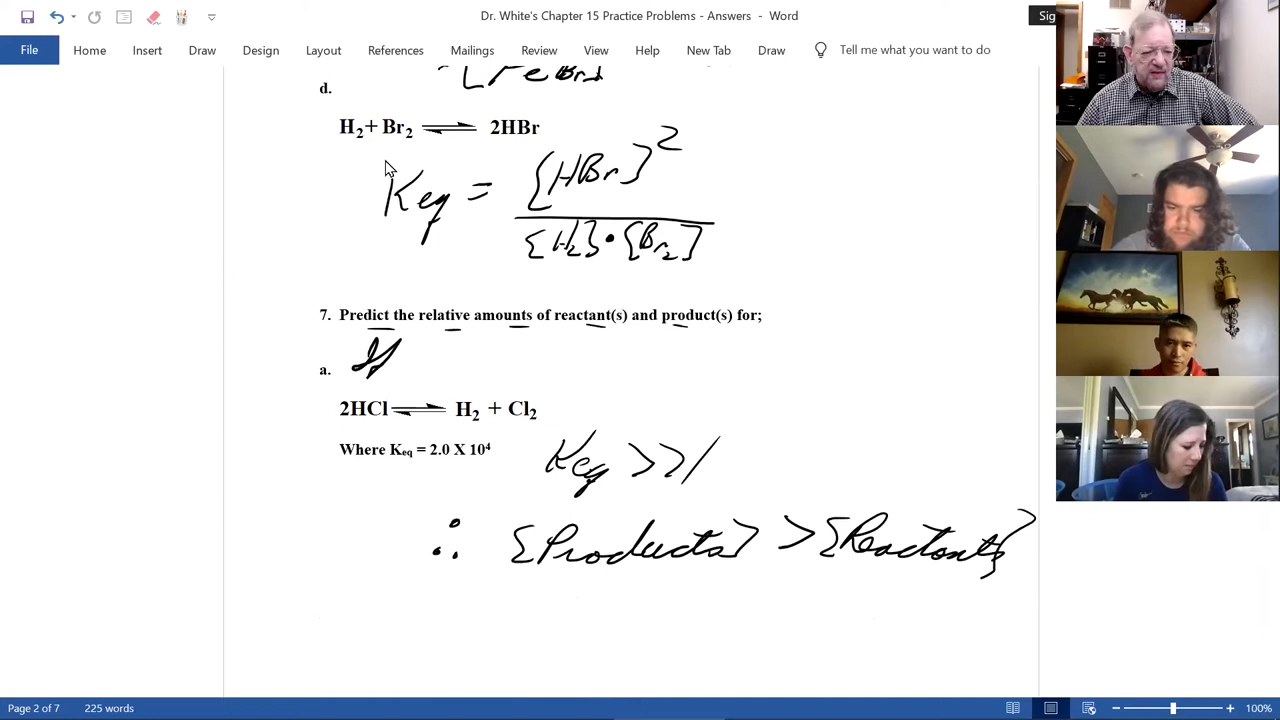 Dr. White's Chapter 15 Practice Problems - Answers - Word
Sig
File Home Insert Draw Design Layout References Mailings Review View Help New Tab Draw Tell me what you want to do
d.
H₂+ Br₂ ⇌ 2HBr
Keq = [HBr]²
[H₂]•[Br₂]
7. Predict the relative amounts of reactant(s) and product(s) for;
a.
2HCl ⇌ H₂ + Cl₂
Where Keq = 2.0 X 10⁴
Keq >>1
∴ [Products] > [Reactants]
Page 2 of 7 225 words 100%